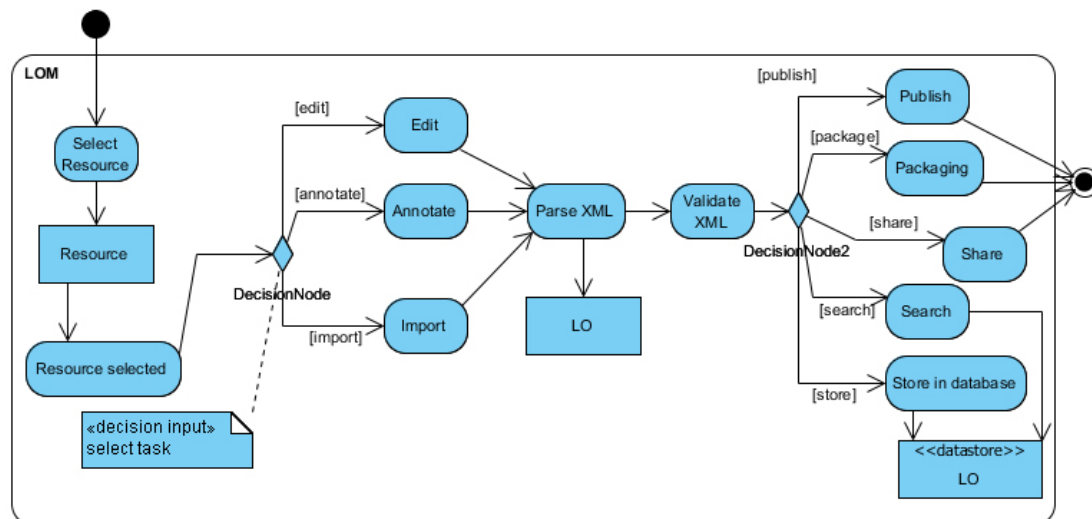 LOM
Select
Resource
Resource
Resource selected
«decision input»
select task
DecisionNode
[edit]
Edit
[annotate]
Annotate
[import]
Import
Parse XML
LO
Validate
XML
DecisionNode2
[publish]
Publish
[package]
Packaging
[share]
Share
[search]
Search
[store]
Store in database
<<datastore>>
LO